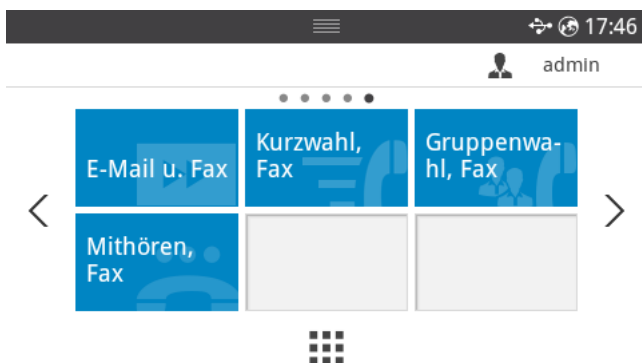 17:46
admin
E-Mail u. Fax
Kurzwahl,
Fax
Gruppenwa-
hl, Fax
Mithören,
Fax